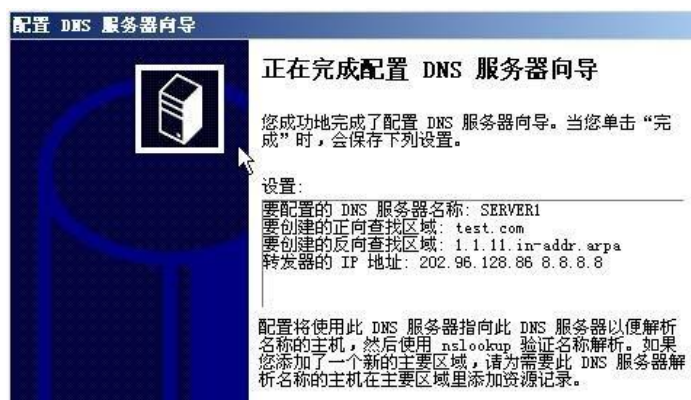 配置 DNS 服务器向导
正在完成配置 DNS 服务器向导
您成功地完成了配置 DNS 服务器向导。当您单击“完
成”时，会保存下列设置。
设置:
要配置的 DNS 服务器名称: SERVER1
要创建的正向查找区域: test.com
要创建的反向查找区域: 1.1.11.in-addr.arpa
转发器的 IP 地址: 202.96.128.86 8.8.8.8
配置将使用此 DNS 服务器指向此 DNS 服务器以便解析
名称的主机，然后使用 nslookup 验证名称解析。如果
您添加了一个新的主要区域，请为需要此 DNS 服务器解
析名称的主机在主要区域里添加资源记录。